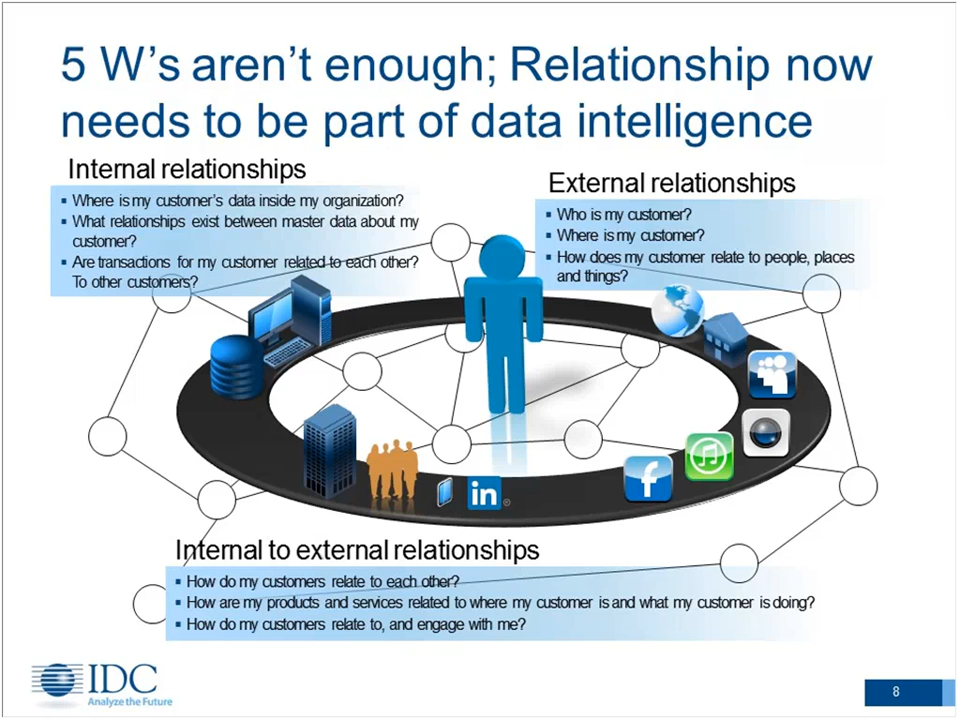 5 W's aren't enough; Relationship now
needs to be part of data intelligence
Internal relationships
▪ Where is my customer's data inside my organization?
▪ What relationships exist between master data about my
customer?
▪ Are transactions for my customer related to each other?
To other customers?
External relationships
▪ Who is my customer?
▪ Where is my customer?
▪ How does my customer relate to people, places
and things?
f
in®
Internal to external relationships
▪ How do my customers relate to each other?
▪ How are my products and services related to where my customer is and what my customer is doing?
▪ How do my customers relate to, and engage with me?
IDC
Analyze the Future
8